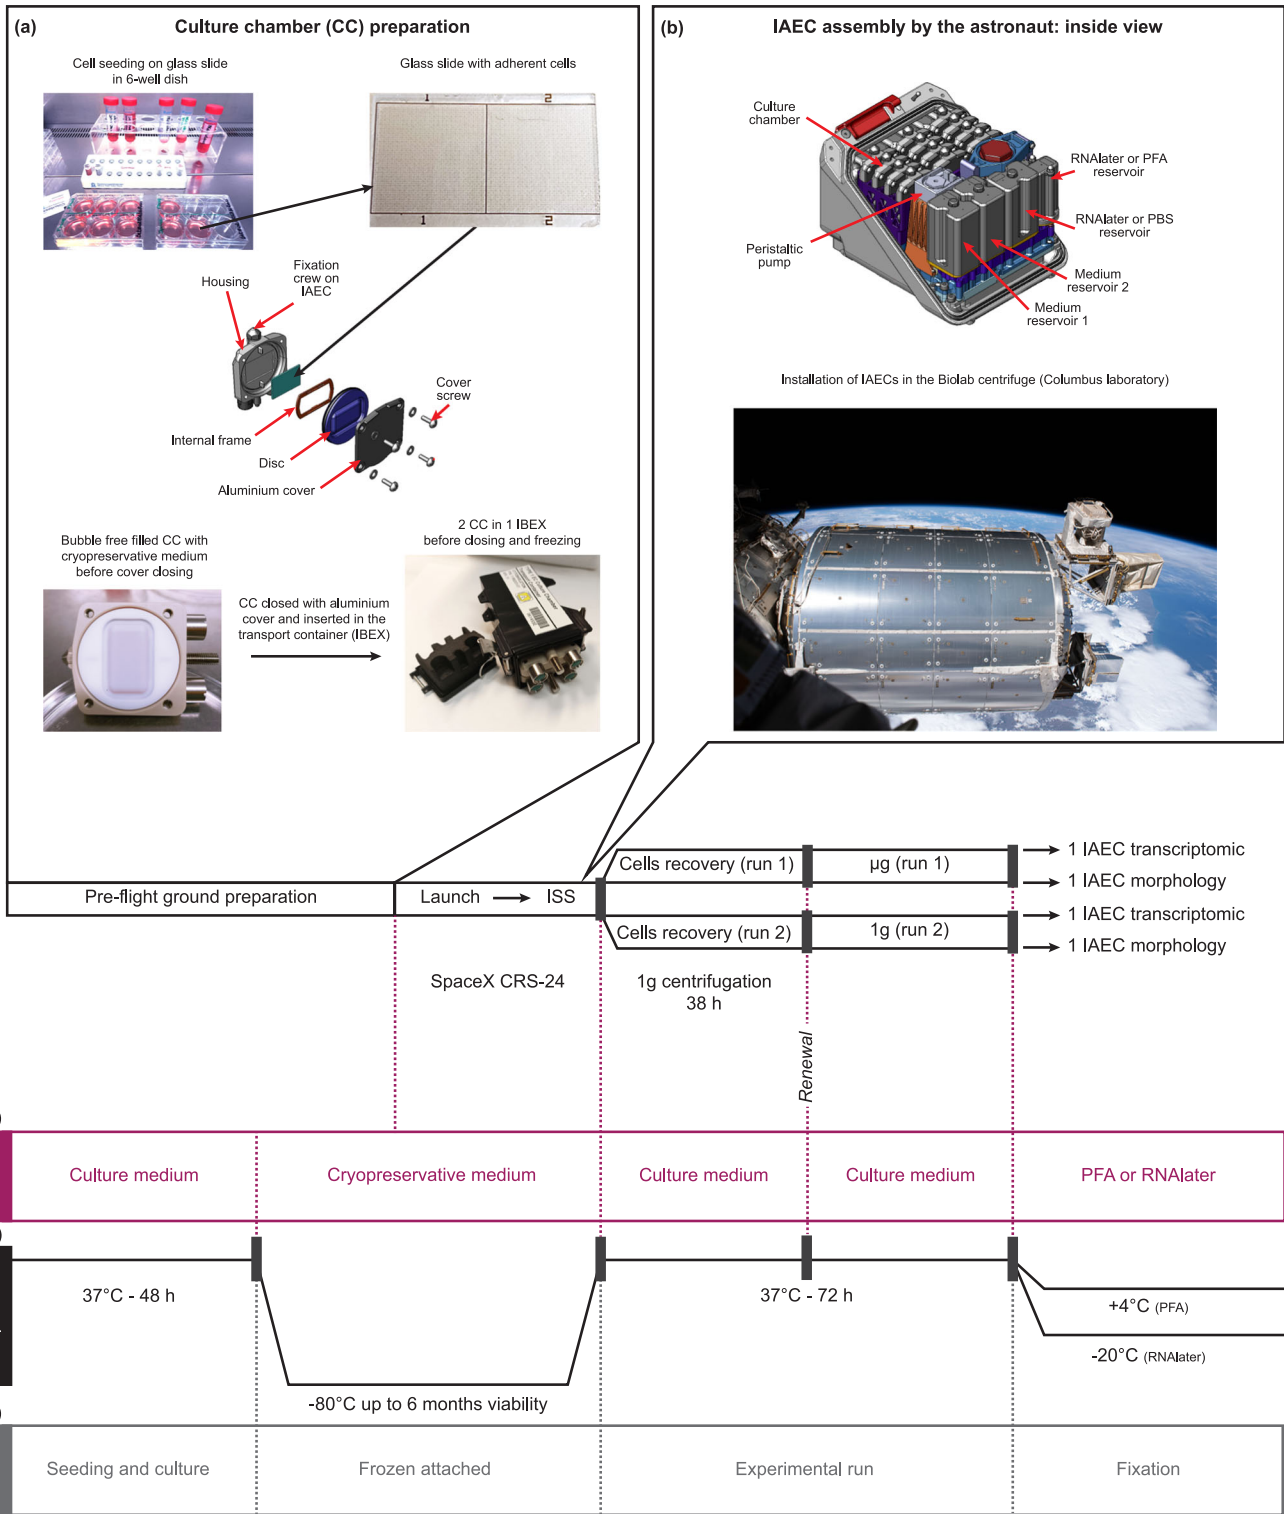 (a)
Culture chamber (CC) preparation
Cell seeding on glass slide
in 6-well dish
Glass slide with adherent cells
1
2
1
2
Housing
Fixation
crew on
IAEC
Cover
screw
Internal frame
Disc
Aluminium cover
Bubble free filled CC with
cryopreservative medium
before cover closing
CC closed with aluminium
cover and inserted in the
transport container (IBEX)
2 CC in 1 IBEX
before closing and freezing
(b)
IAEC assembly by the astronaut: inside view
Culture
chamber
RNAlater or PFA
reservoir
RNAlater or PBS
reservoir
Peristaltic
pump
Medium
reservoir 2
Medium
reservoir 1
Installation of IAECs in the Biolab centrifuge (Columbus laboratory)
Pre-flight ground preparation
Launch
ISS
Cells recovery (run 1)
µg (run 1)
1 IAEC transcriptomic
1 IAEC morphology
Cells recovery (run 2)
1g (run 2)
1 IAEC transcriptomic
1 IAEC morphology
SpaceX CRS-24
1g centrifugation
38 h
Renewal
Culture medium
Cryopreservative medium
Culture medium
Culture medium
PFA or RNAlater
37°C - 48 h
-80°C up to 6 months viability
37°C - 72 h
+4°C (PFA)
-20°C (RNAlater)
Seeding and culture
Frozen attached
Experimental run
Fixation